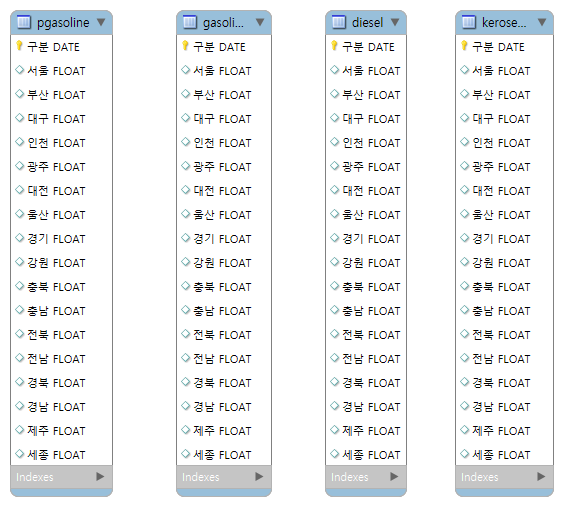 pgasoline
구분 DATE
서울 FLOAT
부산 FLOAT
대구 FLOAT
인천 FLOAT
광주 FLOAT
대전 FLOAT
울산 FLOAT
경기 FLOAT
강원 FLOAT
충북 FLOAT
충남 FLOAT
전북 FLOAT
전남 FLOAT
경북 FLOAT
경남 FLOAT
제주 FLOAT
세종 FLOAT
Indexes
gasoli...
구분 DATE
서울 FLOAT
부산 FLOAT
대구 FLOAT
인천 FLOAT
광주 FLOAT
대전 FLOAT
울산 FLOAT
경기 FLOAT
강원 FLOAT
충북 FLOAT
충남 FLOAT
전북 FLOAT
전남 FLOAT
경북 FLOAT
경남 FLOAT
제주 FLOAT
세종 FLOAT
Indexes
diesel
구분 DATE
서울 FLOAT
부산 FLOAT
대구 FLOAT
인천 FLOAT
광주 FLOAT
대전 FLOAT
울산 FLOAT
경기 FLOAT
강원 FLOAT
충북 FLOAT
충남 FLOAT
전북 FLOAT
전남 FLOAT
경북 FLOAT
경남 FLOAT
제주 FLOAT
세종 FLOAT
Indexes
kerose...
구분 DATE
서울 FLOAT
부산 FLOAT
대구 FLOAT
인천 FLOAT
광주 FLOAT
대전 FLOAT
울산 FLOAT
경기 FLOAT
강원 FLOAT
충북 FLOAT
충남 FLOAT
전북 FLOAT
전남 FLOAT
경북 FLOAT
경남 FLOAT
제주 FLOAT
세종 FLOAT
Indexes